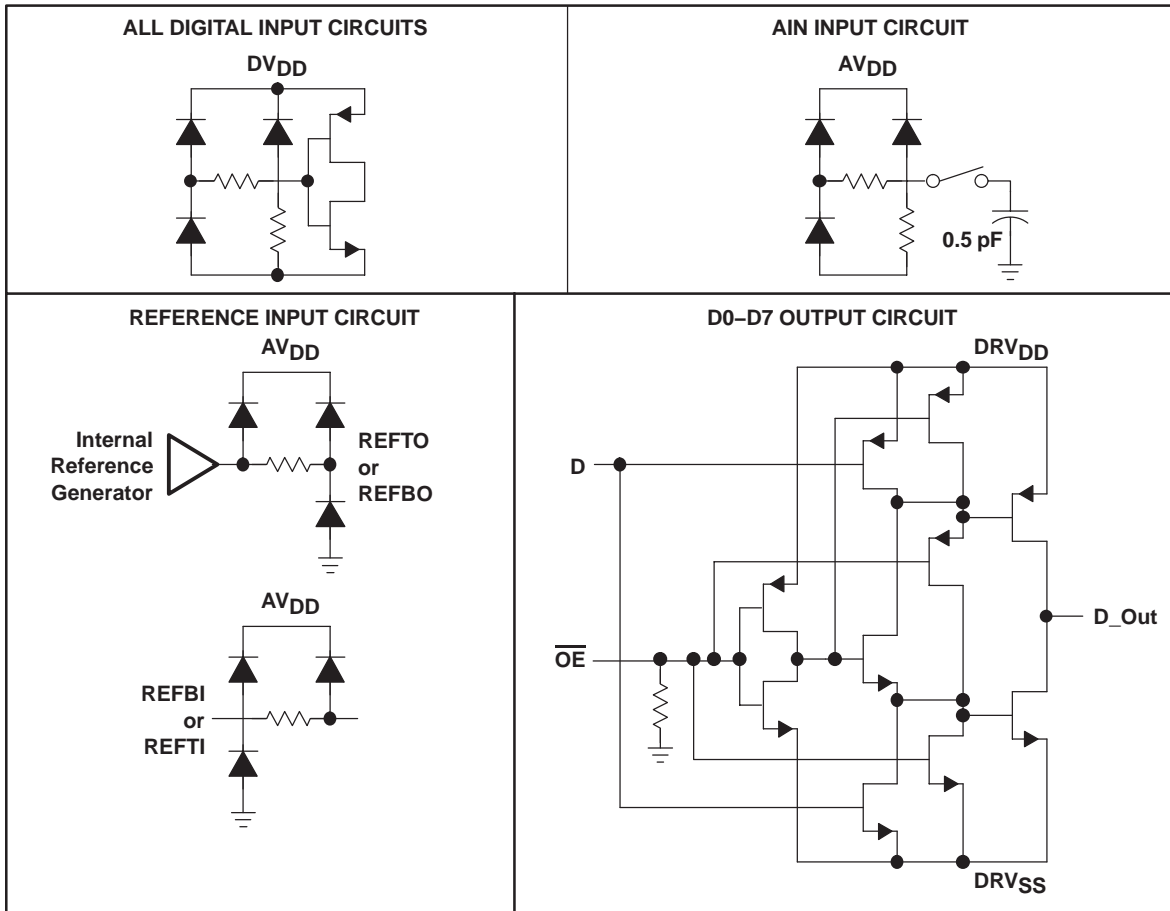 ALL DIGITAL INPUT CIRCUITS
DVDD
AIN INPUT CIRCUIT
AVDD
0.5 pF
REFERENCE INPUT CIRCUIT
AVDD
Internal
Reference
Generator
REFTO
or
REFBO
AVDD
REFBI
or
REFTI
D0–D7 OUTPUT CIRCUIT
DRVDD
D
D_Out
OE
DRVSS